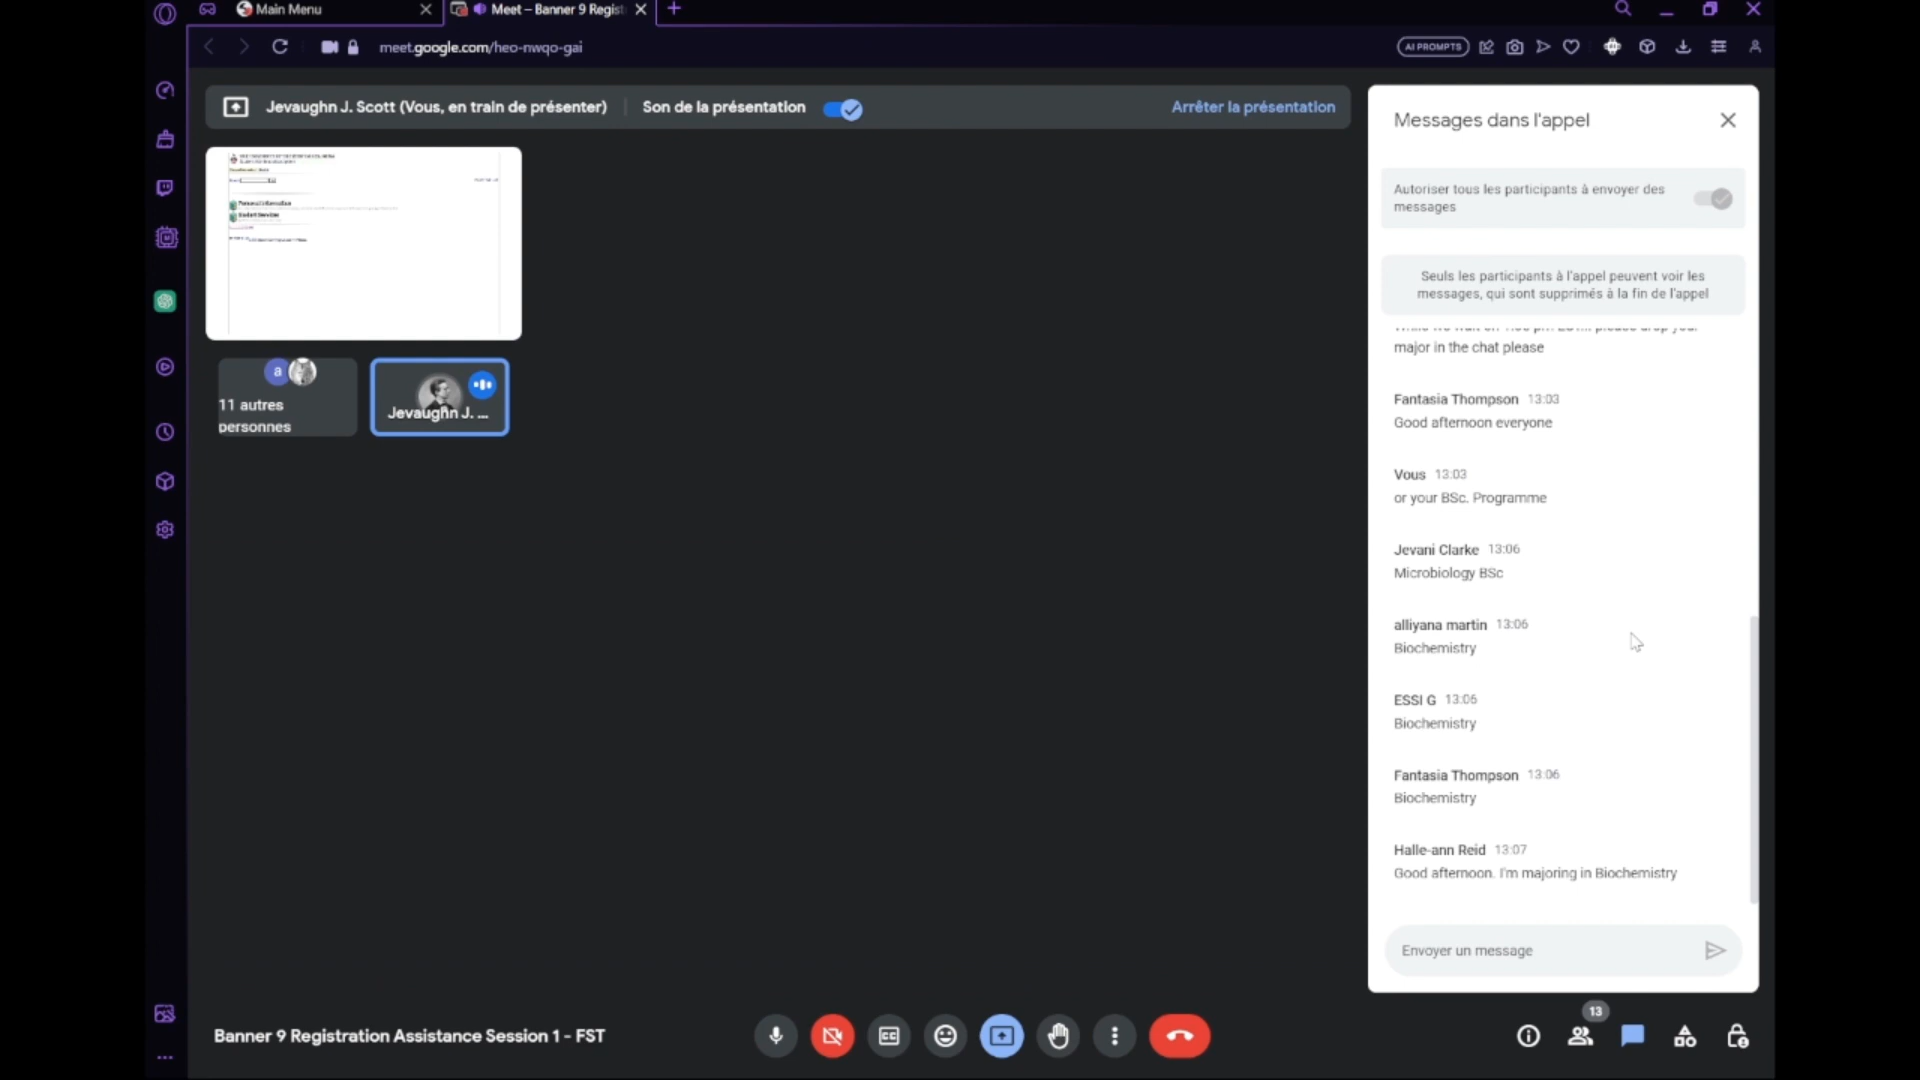 Main Menu
Meet – Banner 9 Regist
meet.google.com/heo-nwqo-gai
AI PROMPTS
Jevaughn J. Scott (Vous, en train de présenter)
Son de la présentation
Arrêter la présentation
Personal Information
Student Services
a
11 autres
personnes
Jevaughn J. ...
Messages dans l'appel
Autoriser tous les participants à envoyer des
messages
Seuls les participants à l'appel peuvent voir les
messages, qui sont supprimés à la fin de l'appel
major in the chat please
Fantasia Thompson 13:03
Good afternoon everyone
Vous 13:03
or your BSc. Programme
Jevani Clarke 13:06
Microbiology BSc
alliyana martin 13:06
Biochemistry
ESSI G 13:06
Biochemistry
Fantasia Thompson 13:06
Biochemistry
Halle-ann Reid 13:07
Good afternoon. I'm majoring in Biochemistry
Envoyer un message
Banner 9 Registration Assistance Session 1 - FST
13